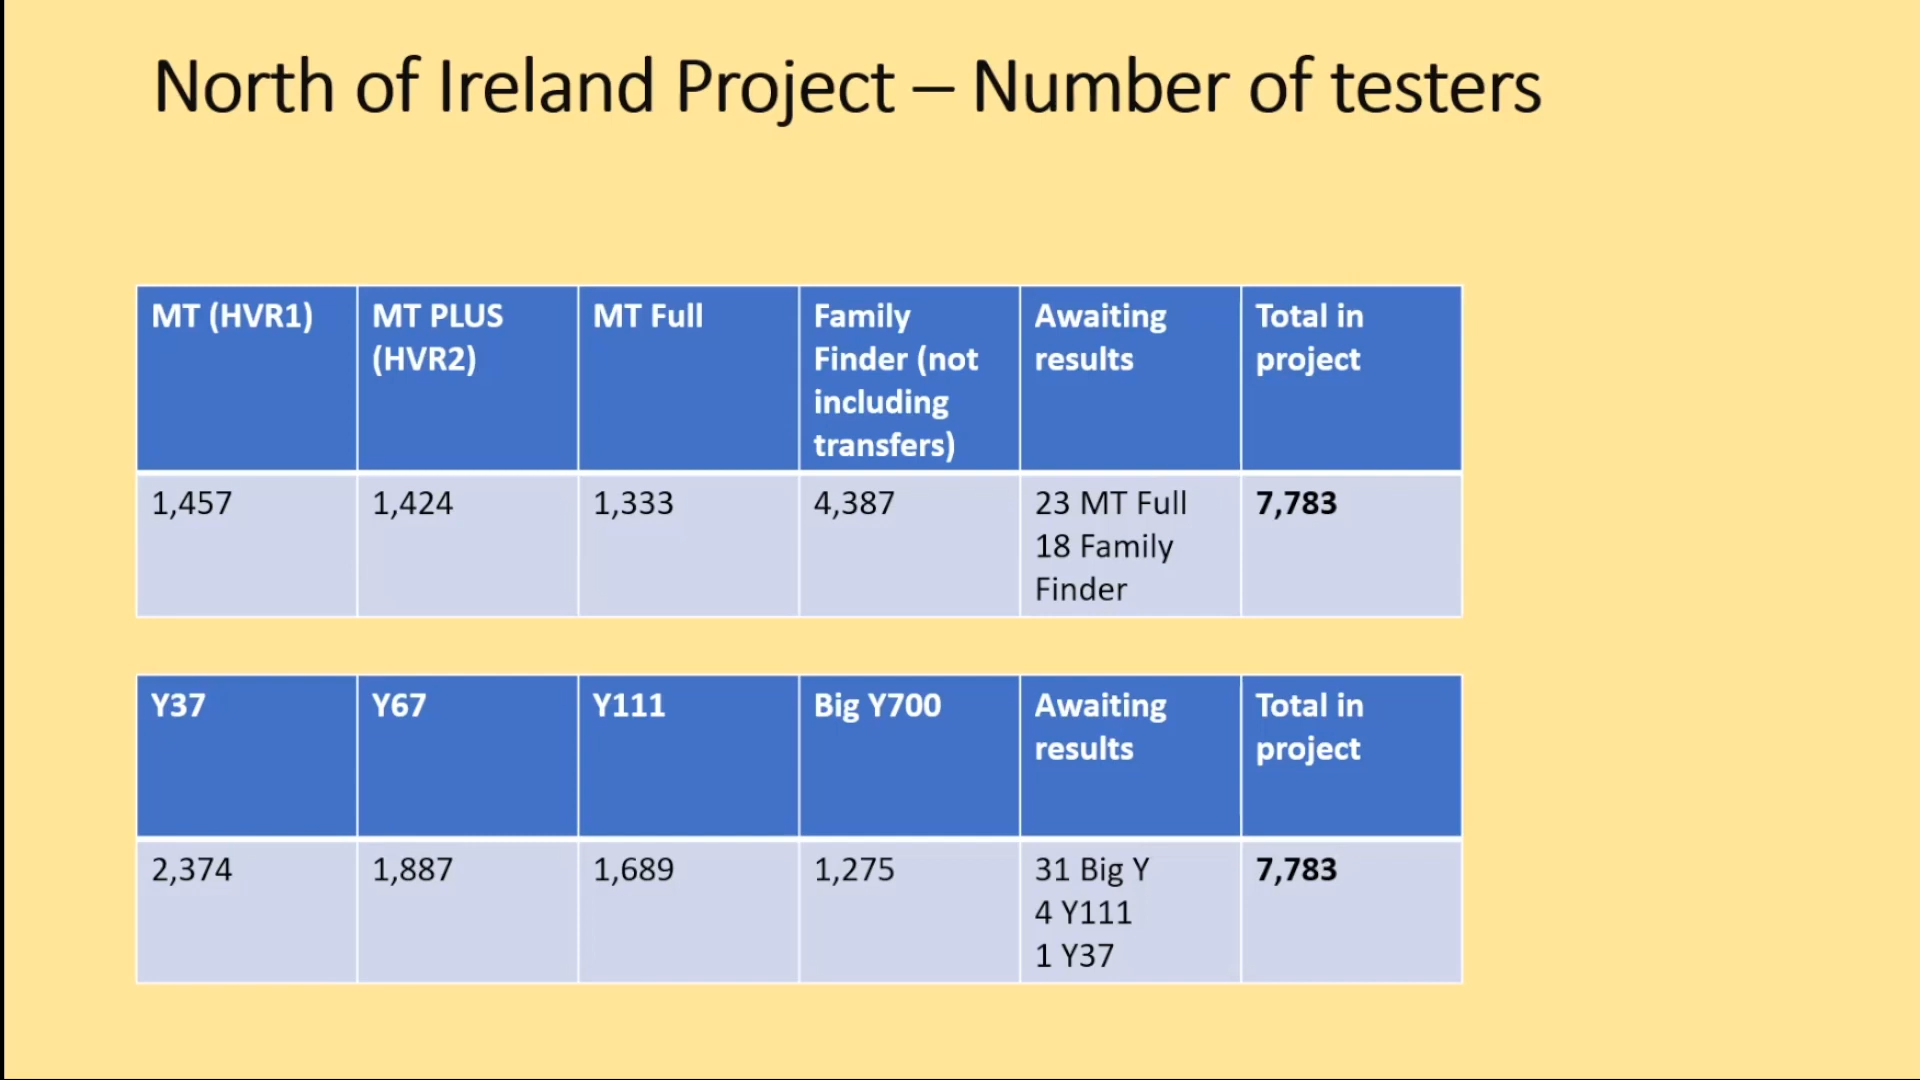 North of Ireland Project – Number of testers
MT (HVR1)
MT PLUS
(HVR2)
MT Full
Family
Finder (not
including
transfers)
Awaiting
results
Total in
project
1,457
1,424
1,333
4,387
23 MT Full
18 Family
Finder
7,783
Y37
Y67
Y111
Big Y700
Awaiting
results
Total in
project
2,374
1,887
1,689
1,275
31 Big Y
4 Y111
1 Y37
7,783